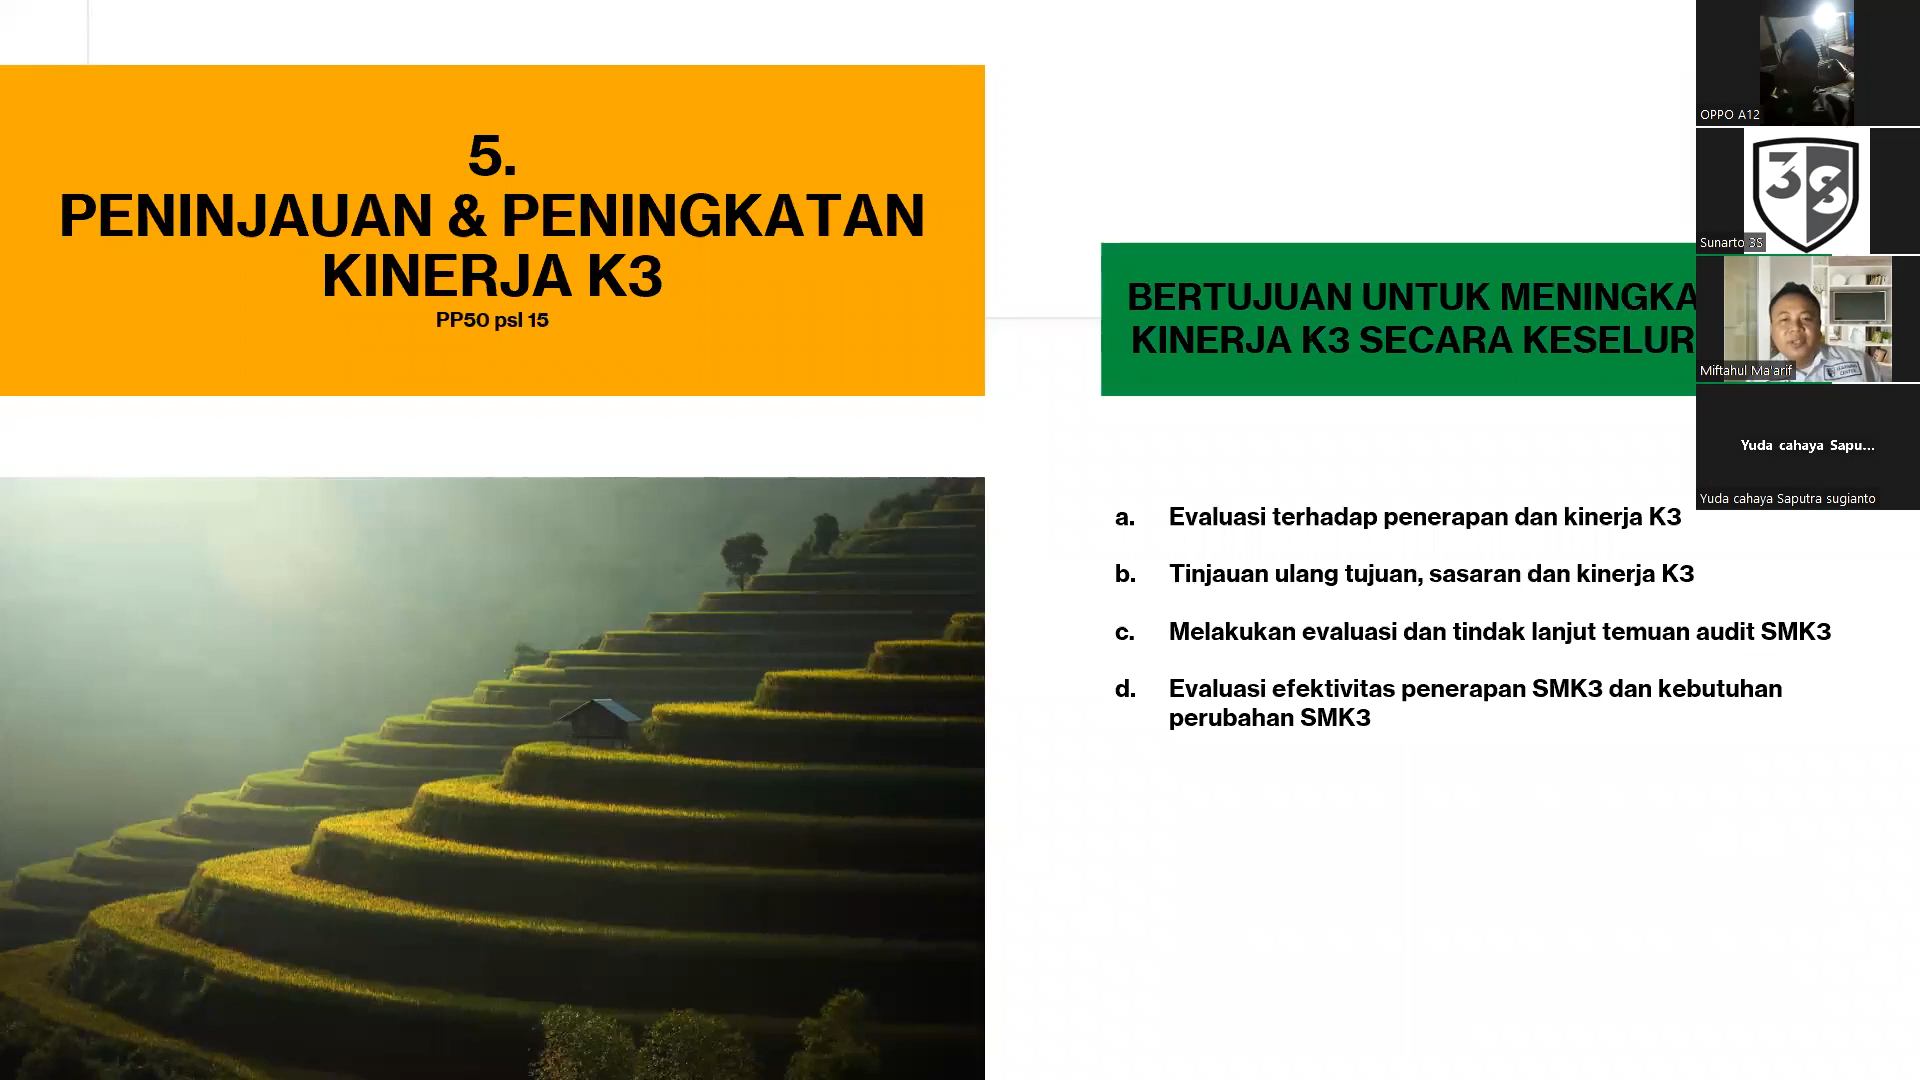 5.
PENINJAUAN & PENINGKATAN
KINERJA K3
PP50 psl 15
BERTUJUAN UNTUK
KINERJA K3 SECARA
a. Evaluasi terhadap penerapan dan kinerja K3
b. Tinjauan ulang tujuan, sasaran dan kinerja K3
c. Melakukan evaluasi dan tindak lanjut temuan audit SMK3
d. Evaluasi efektivitas penerapan SMK3 dan kebutuhan
perubahan SMK3
OPPO A12
3S
Sunarto 3S
Miftahul Ma'arif
Yuda cahaya Sapu...
Yuda cahaya Saputra sugianto